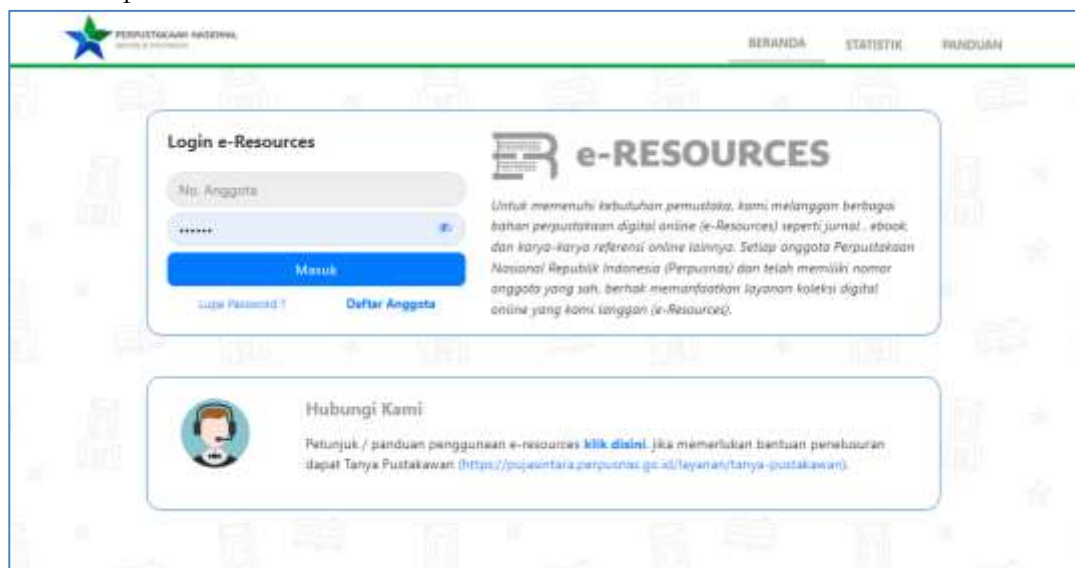 PERPUSTAKAAN NASIONAL
REPUBLIK INDONESIA
BERANDA STATISTIK PANDUAN
Login e-Resources
No. Anggota
••••••
Masuk
Lupa Password ? Daftar Anggota
e-RESOURCES
Untuk memenuhi kebutuhan pemustaka, kami melanggan berbagai
bahan perpustakaan digital online (e-Resources) seperti jurnal , ebook,
dan karya-karya referensi online lainnya. Setiap anggota Perpustakaan
Nasional Republik Indonesia (Perpusnas) dan telah memiliki nomor
anggota yang sah, berhak memanfaatkan layanan koleksi digital
online yang kami langgan (e-Resources).
Hubungi Kami
Petunjuk / panduan penggunaan e-resources klik disini. jika memerlukan bantuan penelusuran
dapat Tanya Pustakawan (https://pujasintara.perpusnas.go.id/layanan/tanya-pustakawan).